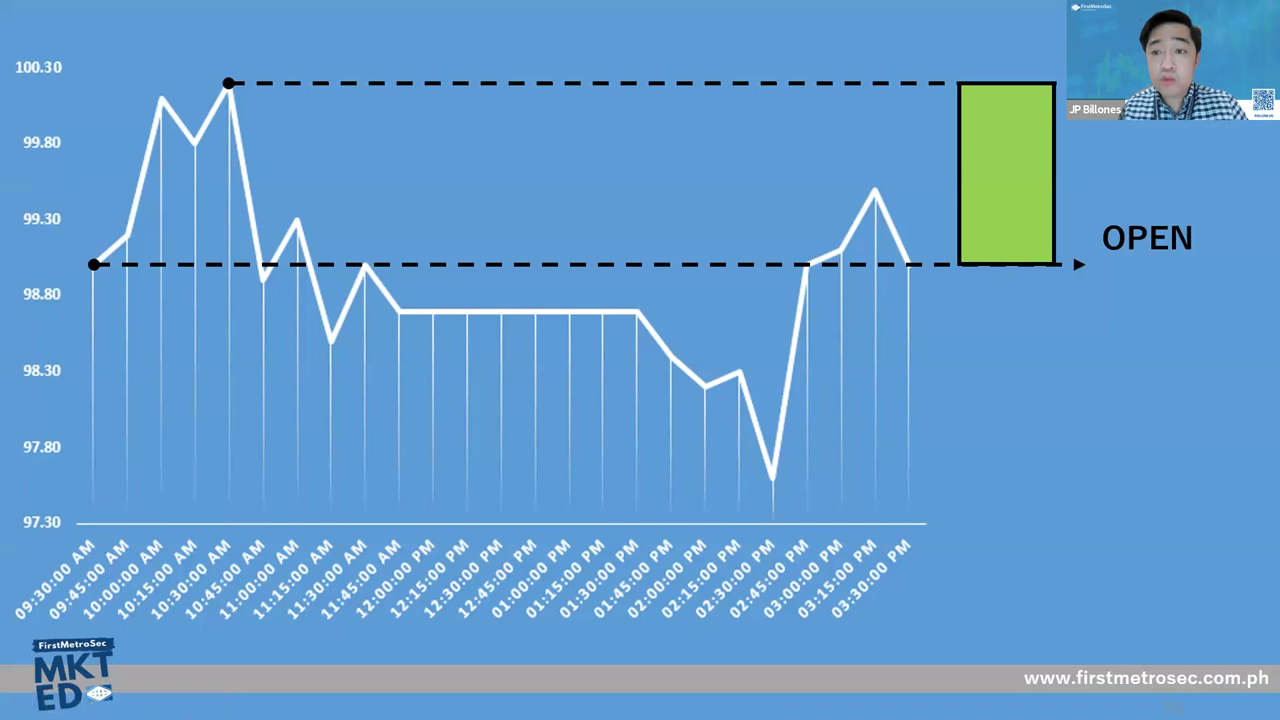 FirstMetroSec
JP Billones
FOLLOW US
100.30
99.80
99.30
98.80
98.30
97.80
97.30
OPEN
09:30:00 AM
09:45:00 AM
10:00:00 AM
10:15:00 AM
10:30:00 AM
10:45:00 AM
11:00:00 AM
11:15:00 AM
11:30:00 AM
11:45:00 AM
12:00:00 PM
12:15:00 PM
12:30:00 PM
12:45:00 PM
01:00:00 PM
01:15:00 PM
01:30:00 PM
01:45:00 PM
02:00:00 PM
02:15:00 PM
02:30:00 PM
02:45:00 PM
03:00:00 PM
03:15:00 PM
03:30:00 PM
FirstMetroSec
MKT
ED
www.firstmetrosec.com.ph